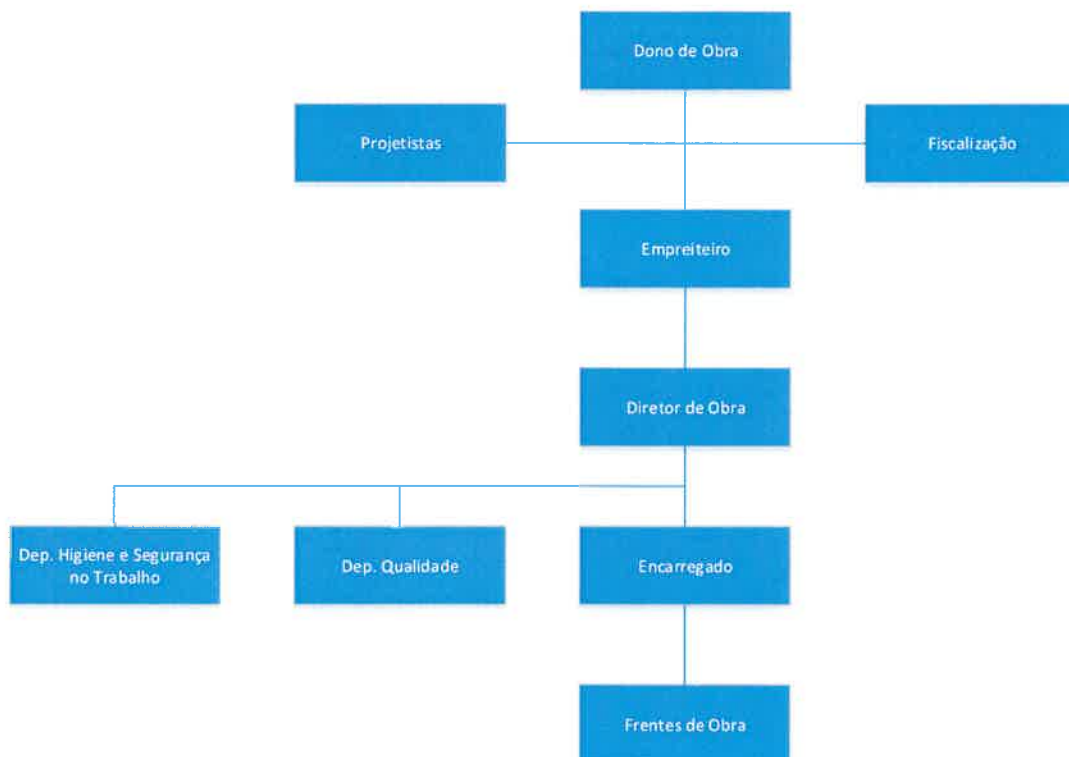 Dono de Obra
Projetistas
Fiscalização
Empreiteiro
Diretor de Obra
Dep. Higiene e Segurança
no Trabalho
Dep. Qualidade
Encarregado
Frentes de Obra